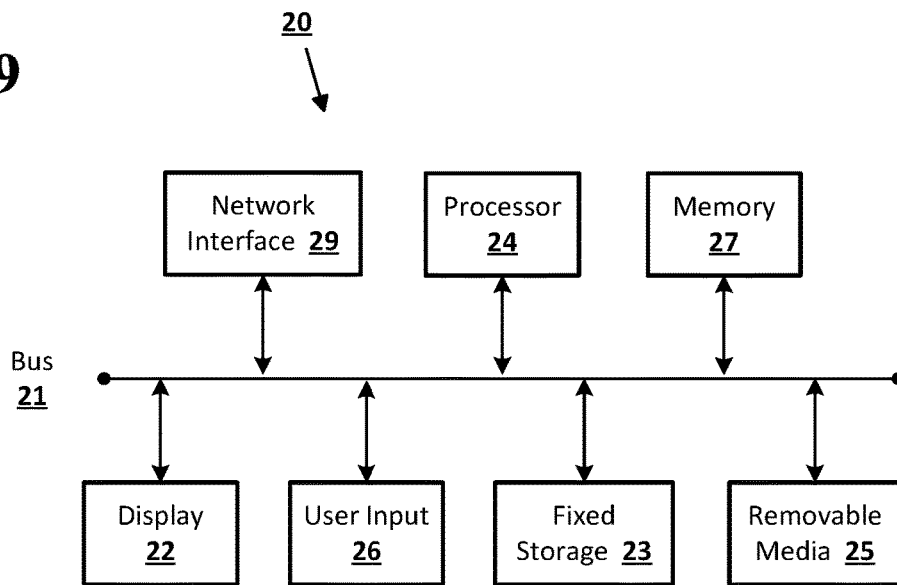 20
9
Network
Interface 29
Processor
24
Memory
27
Bus
21
Display
22
User Input
26
Fixed
Storage 23
Removable
Media 25